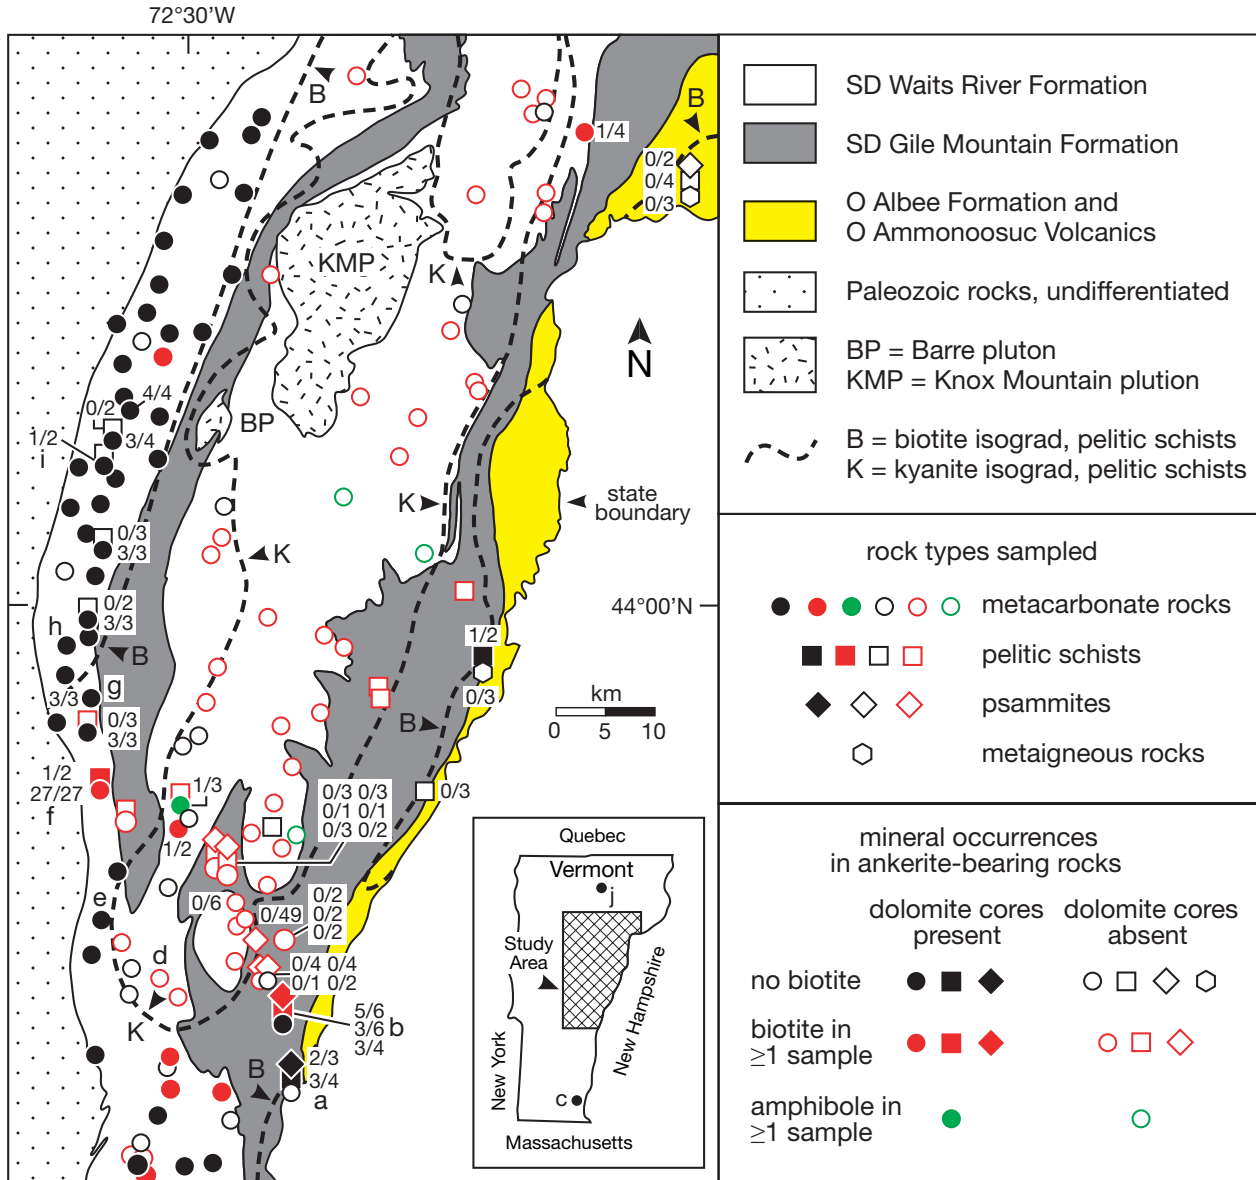 72°30'W
B
1/4
B
0/2
0/4
0/3
KMP
K
N
4/4
0/2
3/4
1/2
i
BP
K
state
boundary
K
0/3
3/3
44°00'N
0/2
3/3
h
B
1/2
0/3
km
0 5 10
g
3/3
0/3
3/3
B
1/2
27/27
f
1/3
1/2
0/3 0/3
0/1 0/1
0/3 0/2
0/3
e
0/6
0/49
0/2
0/2
0/2
d
0/4 0/4
0/1 0/2
K
5/6
3/6
3/4
b
B
2/3
3/4
a
Quebec
Vermont
j
Study
Area
New York
New Hampshire
c
Massachusetts
SD Waits River Formation
SD Gile Mountain Formation
O Albee Formation and
O Ammonoosuc Volcanics
Paleozoic rocks, undifferentiated
BP = Barre pluton
KMP = Knox Mountain plution
B = biotite isograd, pelitic schists
K = kyanite isograd, pelitic schists
rock types sampled
metacarbonate rocks
pelitic schists
psammites
metaigneous rocks
mineral occurrences
in ankerite-bearing rocks
dolomite cores
present
dolomite cores
absent
no biotite
biotite in
≥1 sample
amphibole in
≥1 sample